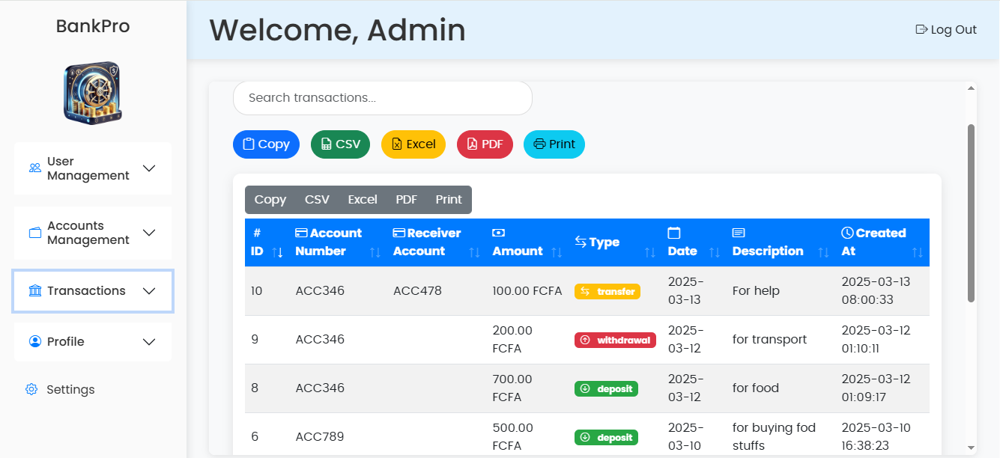 BankPro
Welcome, Admin
Log Out
User
Management
Accounts
Management
Transactions
Profile
Settings
Search transactions...
Copy CSV Excel PDF Print
Copy CSV Excel PDF Print
# Account Receiver Created
ID Number Account Amount Type Date Description At
10 ACC346 ACC478 100.00 FCFA transfer 2025- For help 2025-03-13
03-13 08:00:33
9 ACC346 200.00 withdrawal 2025- for transport 2025-03-12
FCFA 03-12 01:10:11
8 ACC346 700.00 deposit 2025- for food 2025-03-12
FCFA 03-12 01:09:17
6 ACC789 500.00 deposit 2025- for buying fod 2025-03-10
FCFA 03-10 stuffs 16:38:23